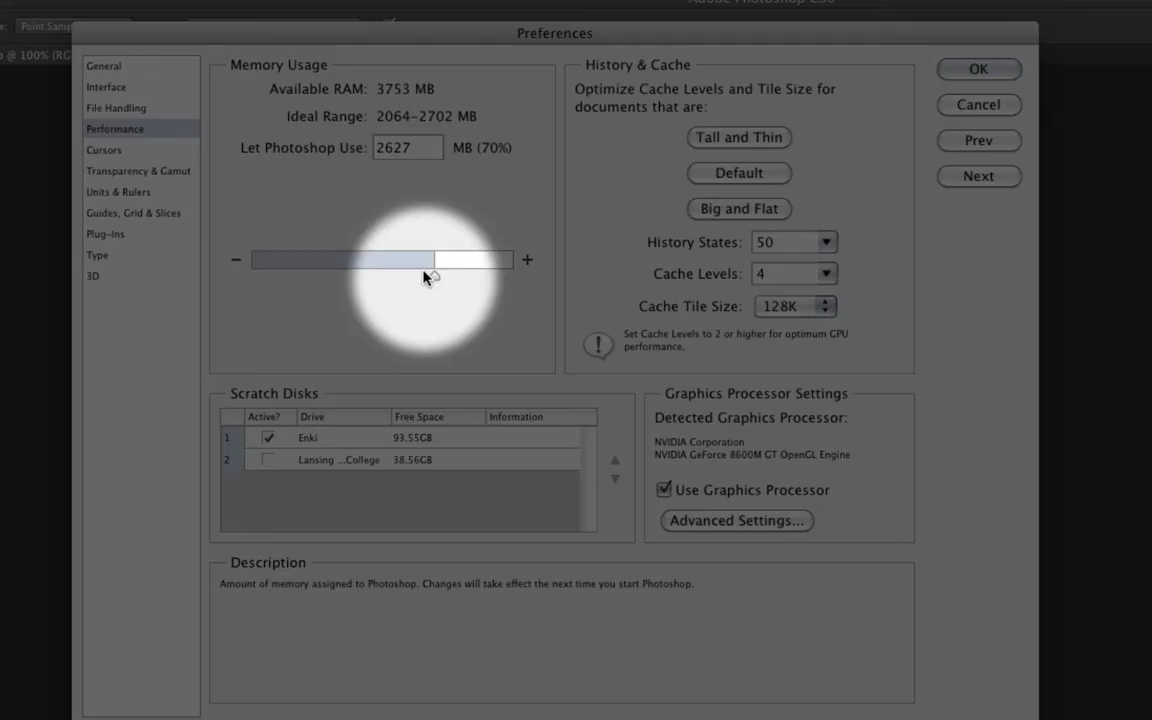 e: Point Samp
Preferences
p @ 100% (RG
General
Interface
File Handling
Performance
Cursors
Transparency & Gamut
Units & Rulers
Guides, Grid & Slices
Plug-Ins
Type
3D
Memory Usage
Available RAM: 3753 MB
Ideal Range: 2064-2702 MB
Let Photoshop Use: 2627 MB (70%)
− +
History & Cache
Optimize Cache Levels and Tile Size for
documents that are:
Tall and Thin
Default
Big and Flat
History States: 50
Cache Levels: 4
Cache Tile Size: 128K
! Set Cache Levels to 2 or higher for optimum GPU
performance.
OK
Cancel
Prev
Next
Scratch Disks
Active? Drive Free Space Information
1 Enki 93.55GB
2 Lansing ...College 38.56GB
Graphics Processor Settings
Detected Graphics Processor:
NVIDIA Corporation
NVIDIA GeForce 8600M GT OpenGL Engine
Use Graphics Processor
Advanced Settings...
Description
Amount of memory assigned to Photoshop. Changes will take effect the next time you start Photoshop.